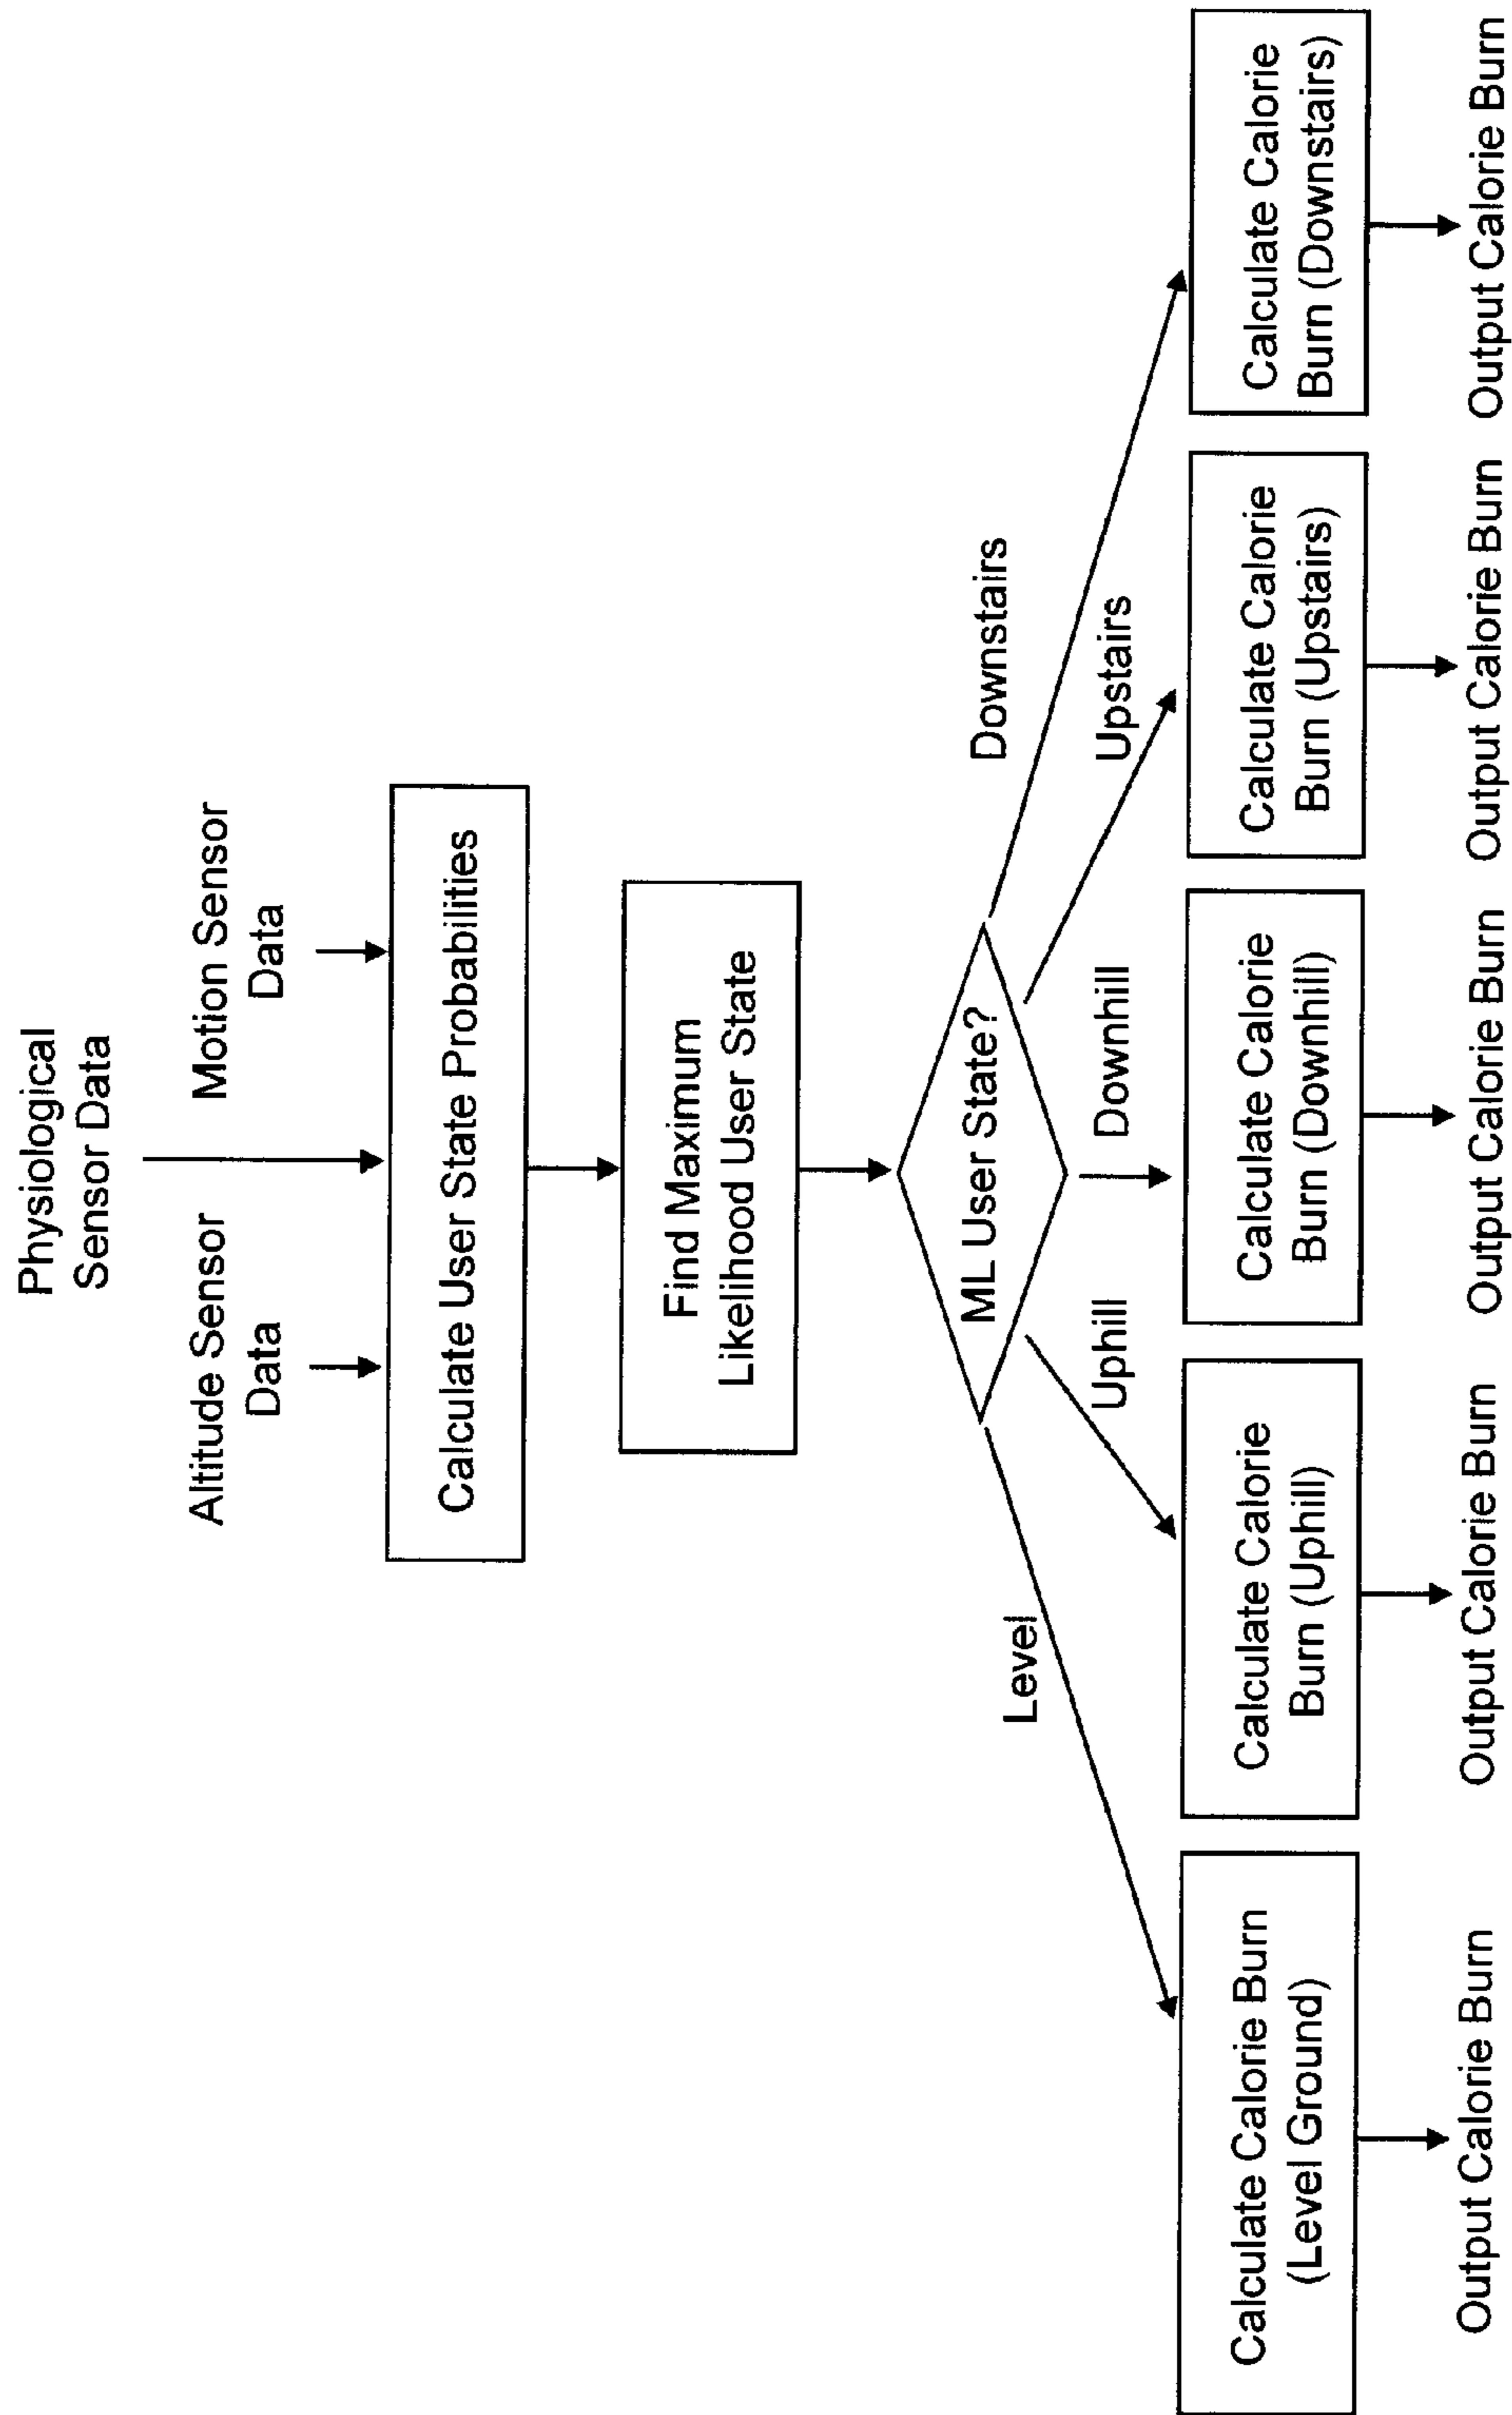 Physiological
Sensor Data
Altitude Sensor
Data
Motion Sensor
Data
Calculate User State Probabilities
Find Maximum
Likelihood User State
ML User State?
Level
Uphill
Downhill
Upstairs
Downstairs
Calculate Calorie Burn
(Level Ground)
Calculate Calorie
Burn (Uphill)
Calculate Calorie
Burn (Downhill)
Calculate Calorie
Burn (Upstairs)
Calculate Calorie
Burn (Downstairs)
Output Calorie Burn
Output Calorie Burn
Output Calorie Burn
Output Calorie Burn
Output Calorie Burn